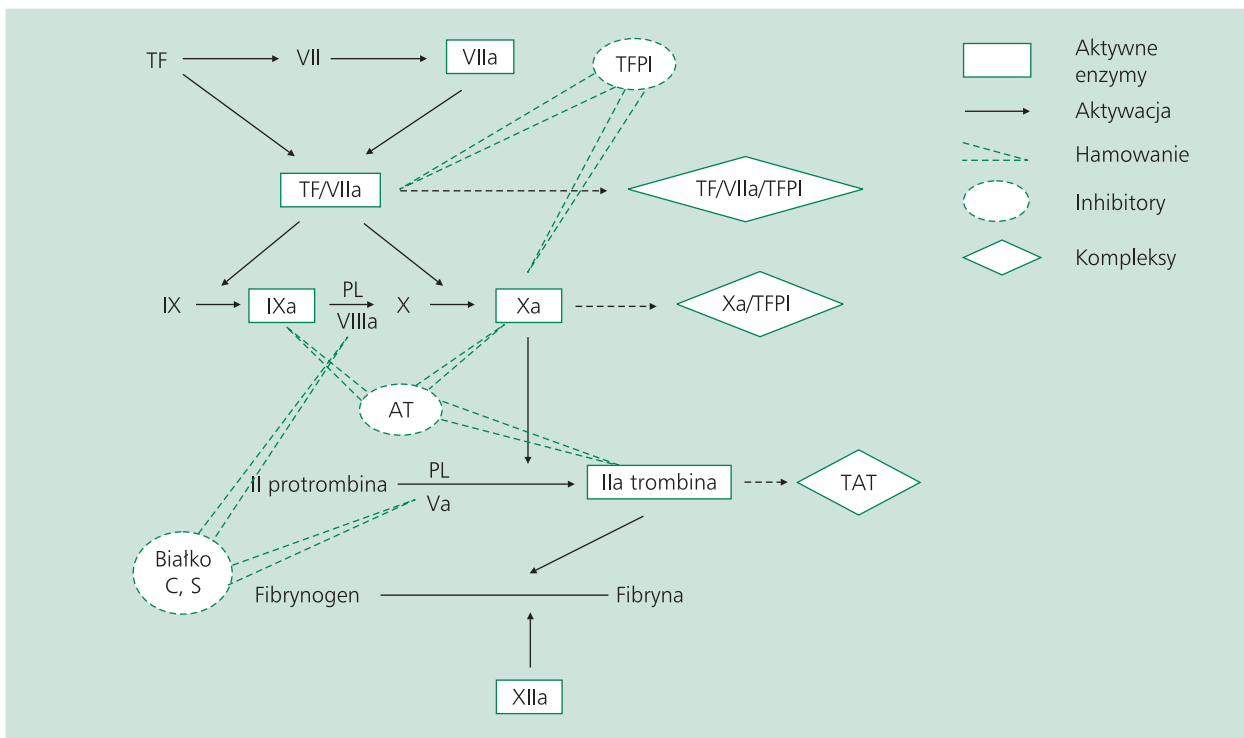 TF
VII
VIIa
TFPI
Aktywne
enzymy
Aktywacja
Hamowanie
Inhibitory
Kompleksy
TF/VIIa
TF/VIIa/TFPI
IX
IXa
PL
VIIIa
X
Xa
Xa/TFPI
AT
II protrombina
PL
Va
IIa trombina
TAT
Białko
C, S
Fibrynogen
Fibryna
XIIa